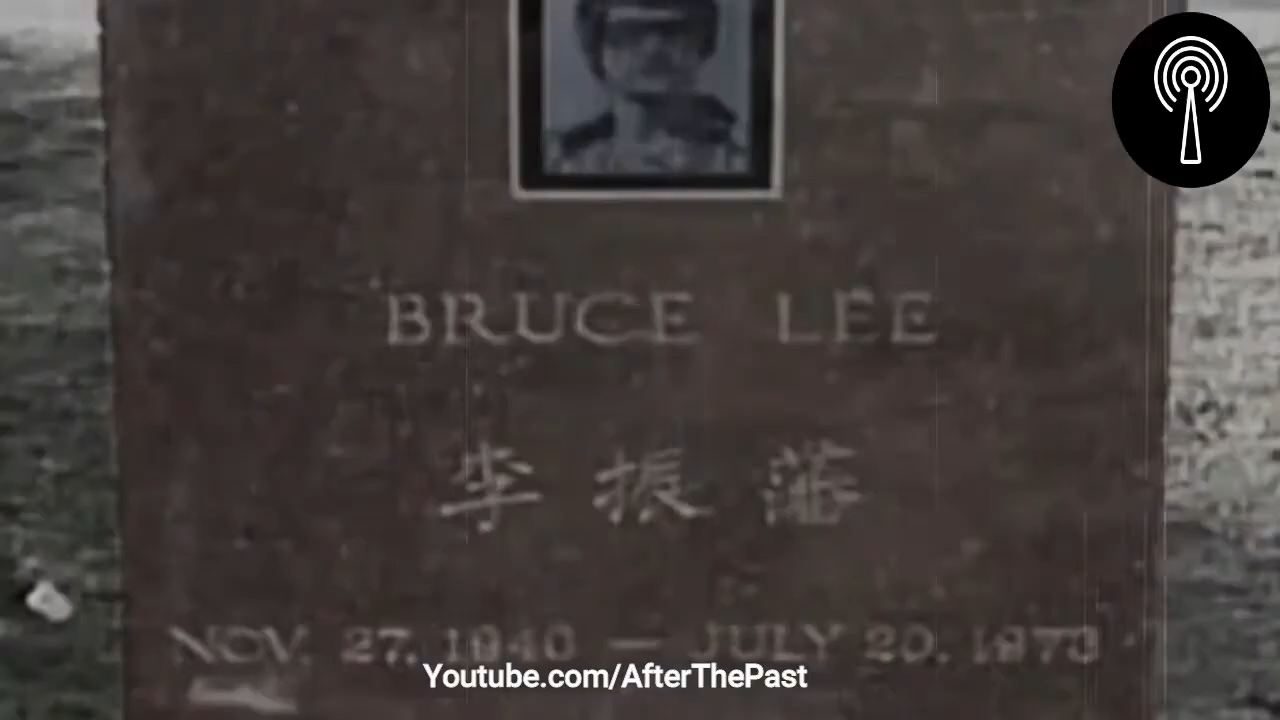 BRUCE LEE
李振藩
NOV. 27, 1940 — JULY 20, 1973
Youtube.com/AfterThePast